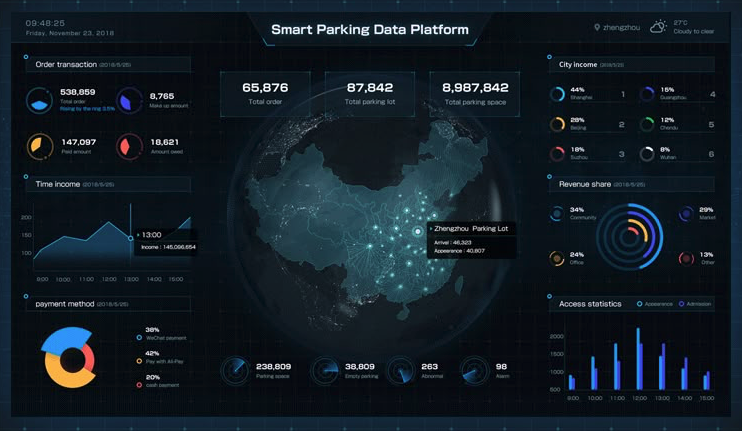 09:48:25
Friday, November 23, 2018
Smart Parking Data Platform
zhengzhou
27°C
Cloudy to clear
Order transaction (2018/5/25)
538,859
Total order
Rising by the ring 3.5%
8,765
Make up amount
147,097
Paid amount
18,621
Amount owed
Time income (2018/5/25)
200
150
100
13:00
Income : 145,096,654
9:00 10:00 11:00 12:00 13:00 14:00 15:00
payment method (2018/5/25)
38%
WeChat payment
42%
Pay with Ali-Pay
20%
cash payment
65,876
Total order
87,842
Total parking lot
8,987,842
Total parking space
Zhengzhou Parking Lot
Arrival : 46,323
Appearance : 40,607
238,809
Parking space
38,809
Empty parking
263
Abnormal
98
Alarm
City income (2018/5/25)
44%
Shanghai
1
15%
Guangzhou
4
28%
Beijing
2
12%
Chendu
5
18%
Suzhou
3
8%
Wuhan
6
Revenue share (2018/5/25)
34%
Community
29%
Market
24%
Office
13%
Other
Access statistics
Appearance
Admission
2000
1500
1000
500
9:00 10:00 11:00 12:00 13:00 14:00 15:00